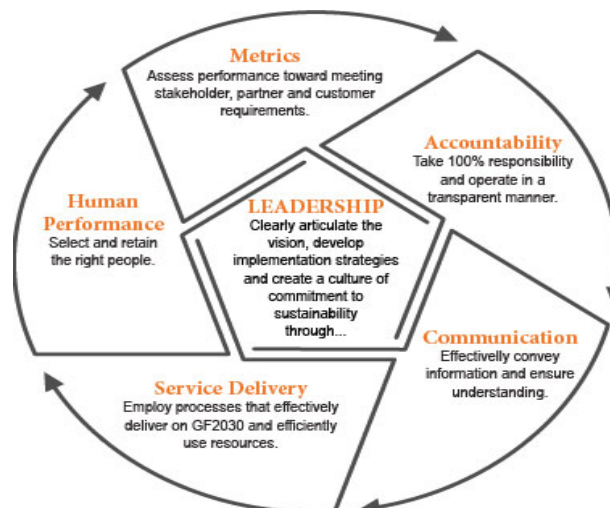 Metrics
Assess performance toward meeting
stakeholder, partner and customer
requirements.
Accountability
Take 100% responsibility
and operate in a
transparent manner.
Human
Performance
Select and retain
the right people.
LEADERSHIP
Clearly articulate the
vision, develop
implementation strategies
and create a culture of
commitment to
sustainability
through...
Communication
Effectivelly convey
information and ensure
understanding.
Service Delivery
Employ processes that effectively
deliver on GF2030 and efficiently
use resources.